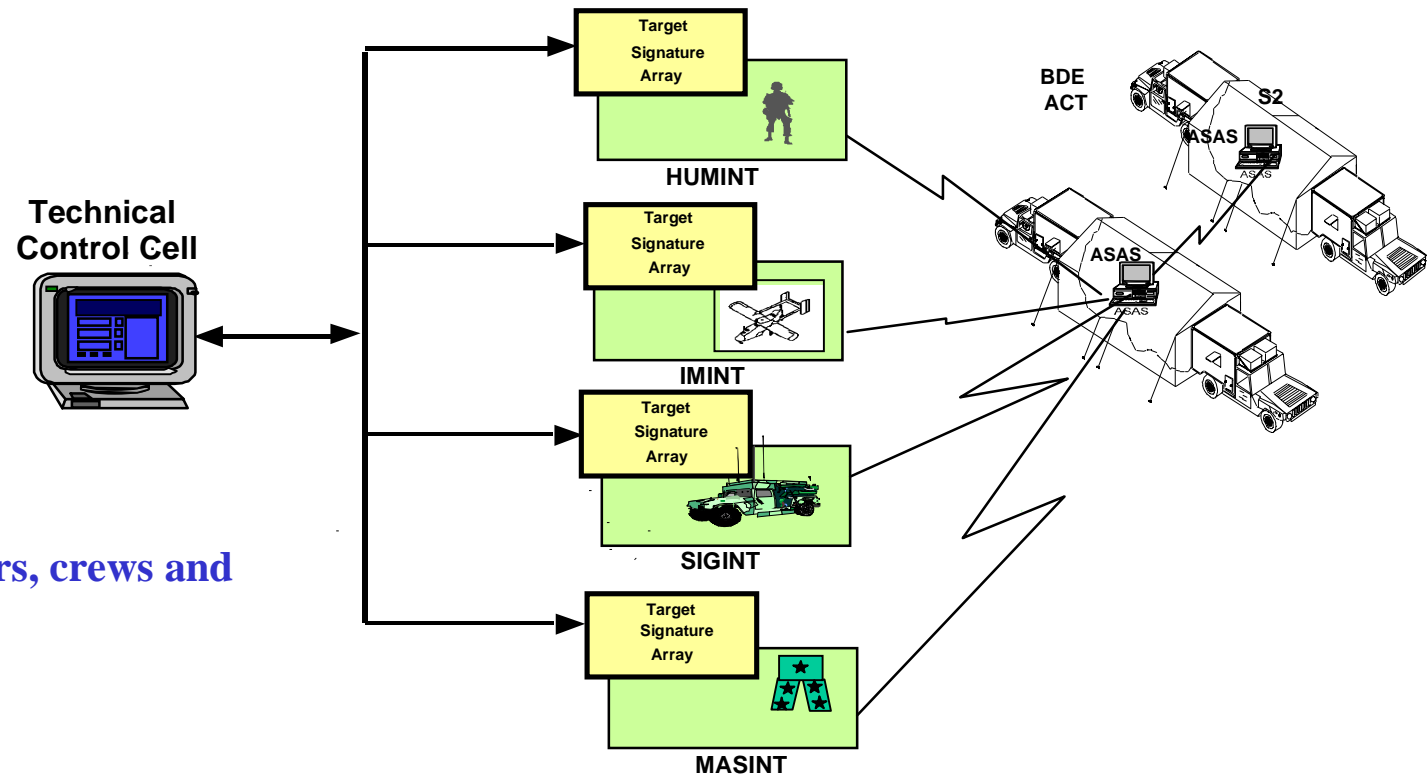 Technical
Control Cell
rs, crews and
Target
Signature
Array
HUMINT
Target
Signature
Array
IMINT
Target
Signature
Array
SIGINT
Target
Signature
Array
MASINT
BDE
ACT
S2
ASAS
ASAS
ASAS
ASAS